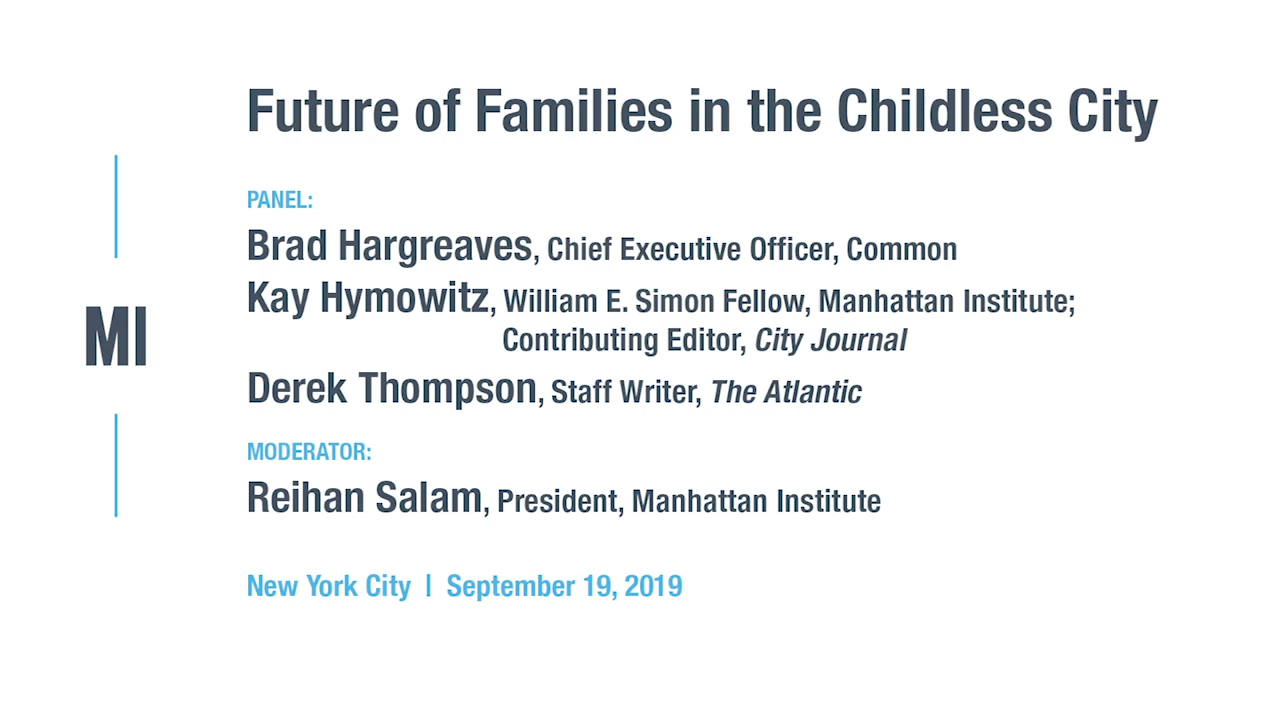 Future of Families in the Childless City
PANEL:
Brad Hargreaves, Chief Executive Officer, Common
Kay Hymowitz, William E. Simon Fellow, Manhattan Institute;
Contributing Editor, City Journal
Derek Thompson, Staff Writer, The Atlantic
MODERATOR:
Reihan Salam, President, Manhattan Institute
New York City | September 19, 2019
MI